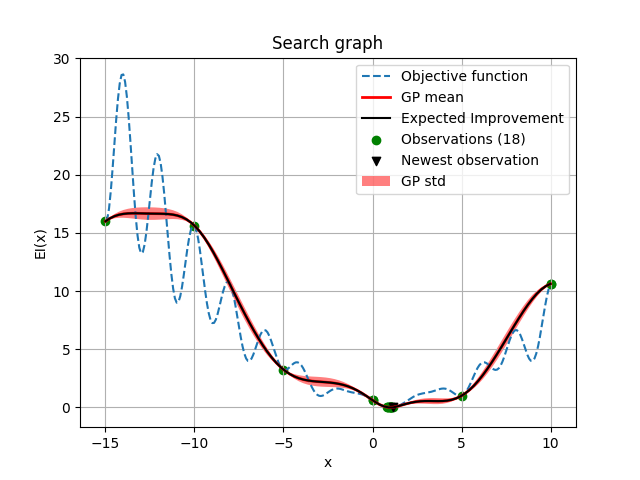 Search graph
Objective function
GP mean
Expected Improvement
Observations (18)
Newest observation
GP std
EI(x)
30
25
20
15
10
5
0
−15
−10
−5
0
5
10
x